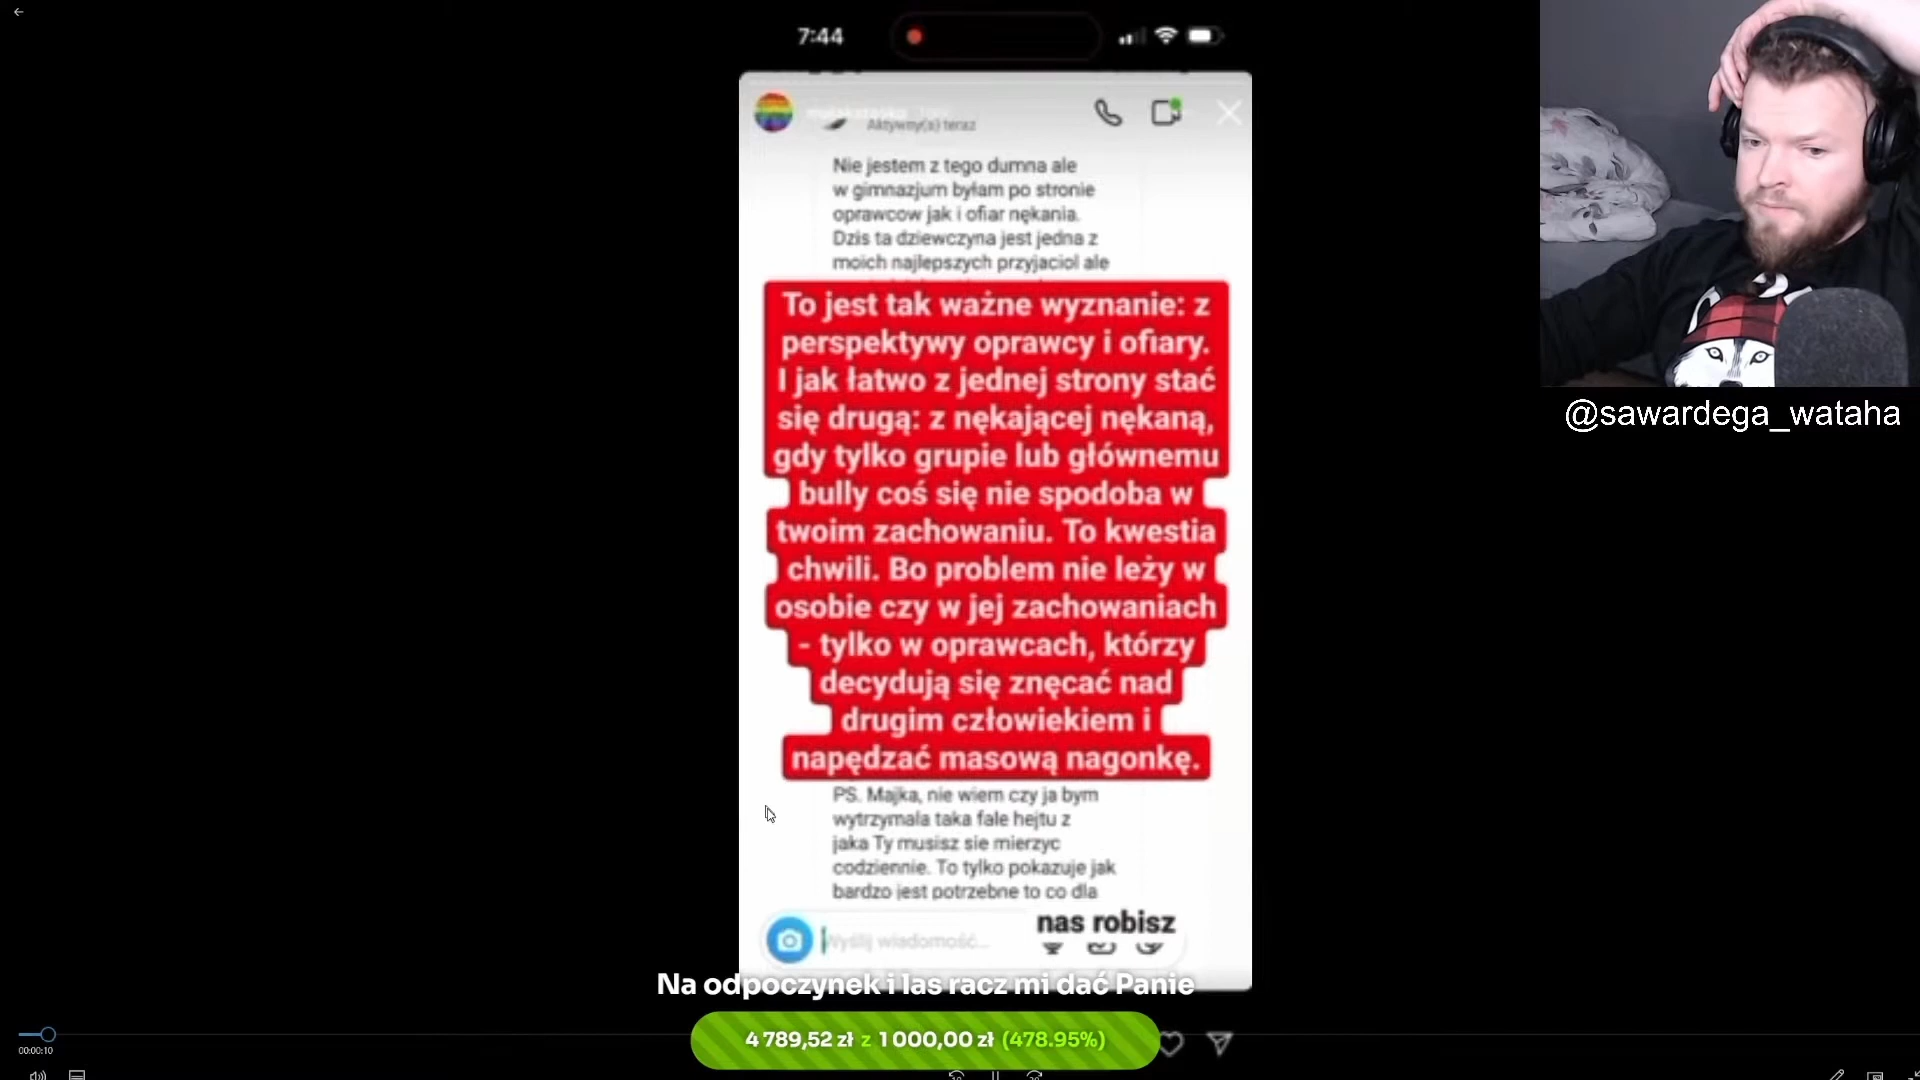 7:44
Aktywny(a) teraz
Nie jestem z tego dumna ale
w gimnazjum byłam po stronie
oprawcow jak i ofiar nękania.
Dzis ta dziewczyna jest jedna z
moich najlepszych przyjaciol ale
To jest tak ważne wyznanie: z
perspektywy oprawcy i ofiary.
I jak łatwo z jednej strony stać
się drugą: z nękającej nękaną,
gdy tylko grupie lub głównemu
bully coś się nie spodoba w
twoim zachowaniu. To kwestia
chwili. Bo problem nie leży w
osobie czy w jej zachowaniach
- tylko w oprawcach, którzy
decydują się znęcać nad
drugim człowiekiem i
napędzać masową nagonkę.
PS. Majka, nie wiem czy ja bym
wytrzymala taka fale hejtu z
jaka Ty musisz sie mierzyc
codziennie. To tylko pokazuje jak
bardzo jest potrzebne to co dla
nas robisz
Wyślij wiadomość...
Na odpoczynek i las racz mi dać Panie
4 789,52 zł z 1 000,00 zł (478.95%)
00:00:10
@sawardega_wataha